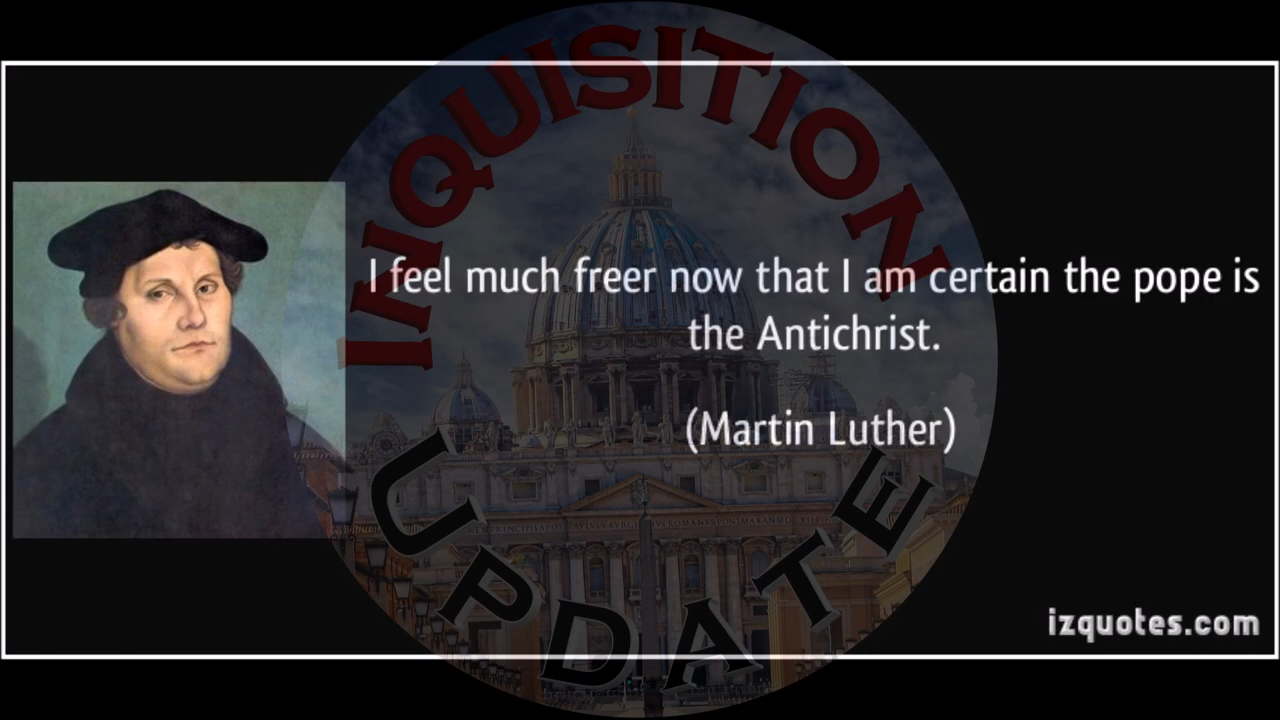 INQUISITION
I feel much freer now that I am certain the pope is
the Antichrist.
(Martin Luther)
UPDATE
izquotes.com